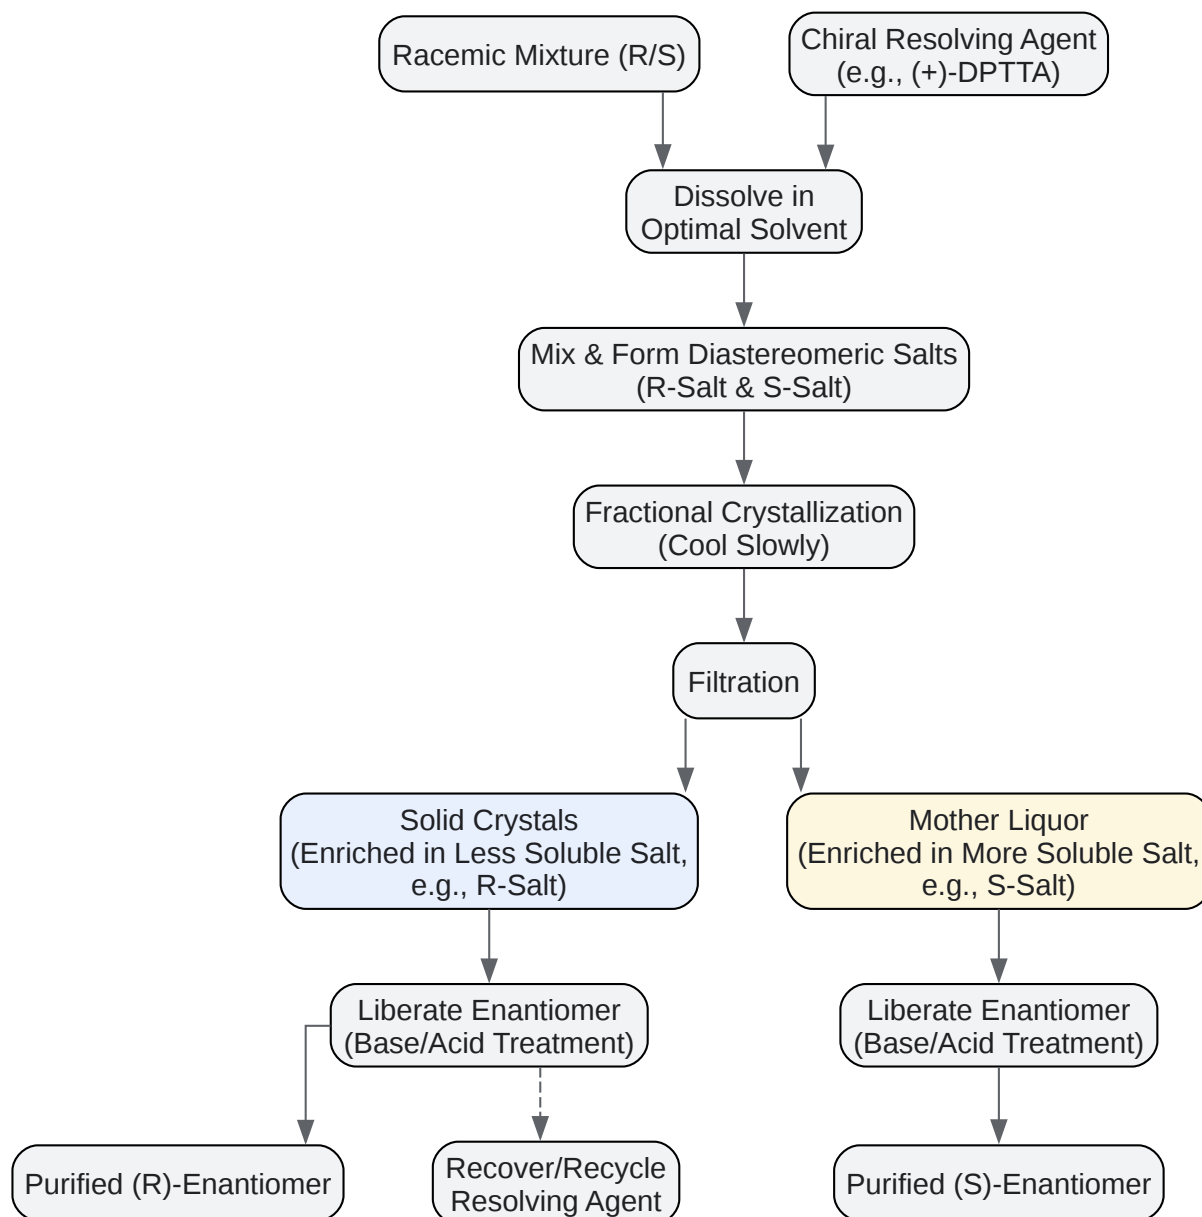 Racemic Mixture (R/S)
Chiral Resolving Agent
(e.g., (+)-DPTTA)
Dissolve in
Optimal Solvent
Mix & Form Diastereomeric Salts
(R-Salt & S-Salt)
Fractional Crystallization
(Cool Slowly)
Filtration
Solid Crystals
(Enriched in Less Soluble Salt,
e.g., R-Salt)
Mother Liquor
(Enriched in More Soluble Salt,
e.g., S-Salt)
Liberate Enantiomer
(Base/Acid Treatment)
Liberate Enantiomer
(Base/Acid Treatment)
Purified (R)-Enantiomer
Recover/Recycle
Resolving Agent
Purified (S)-Enantiomer